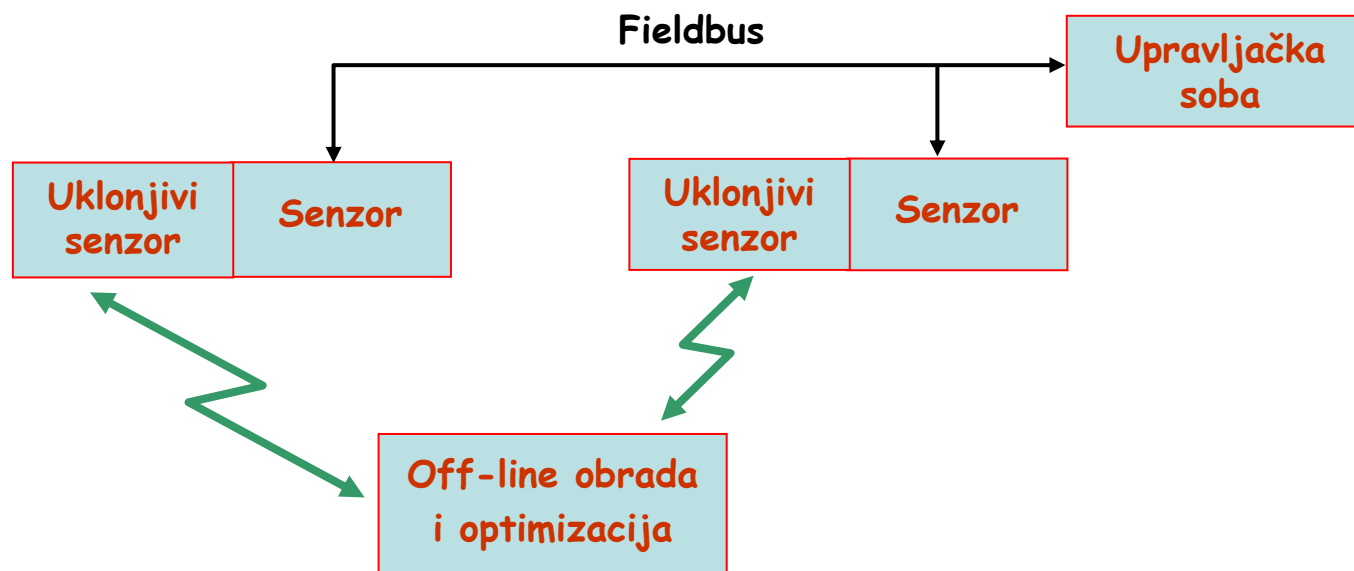 Fieldbus
Upravljačka
soba
Uklonjivi
senzor
Senzor
Uklonjivi
senzor
Senzor
Off-line obrada
i optimizacija